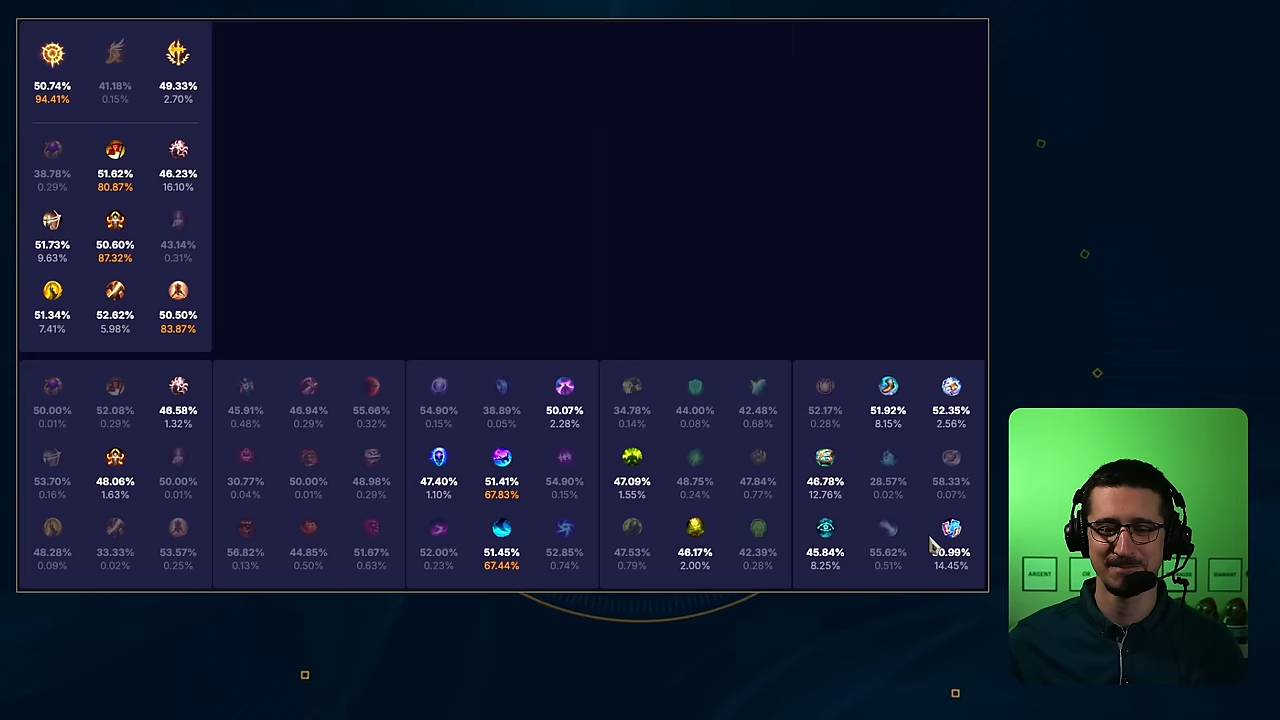 50.74% 41.18% 49.33%
94.41% 0.15% 2.70%
38.78% 51.62% 46.23%
0.29% 80.87% 16.10%
51.73% 50.60% 43.14%
9.63% 87.32% 0.31%
51.34% 52.62% 50.50%
7.41% 5.98% 83.87%
50.00% 52.08% 46.58% 45.91% 46.94% 55.66% 54.90% 38.89% 50.07% 34.78% 44.00% 42.48% 52.17% 51.92% 52.35%
0.01% 0.29% 1.32% 0.48% 0.29% 0.32% 0.15% 0.05% 2.28% 0.14% 0.08% 0.68% 0.28% 8.15% 2.56%
53.70% 48.06% 50.00% 30.77% 50.00% 48.98% 47.40% 51.41% 54.90% 47.09% 48.75% 47.84% 46.78% 28.57% 58.33%
0.16% 1.63% 0.01% 0.04% 0.01% 0.29% 1.10% 67.83% 0.15% 1.55% 0.24% 0.77% 12.76% 0.02% 0.07%
48.28% 33.33% 53.57% 56.82% 44.85% 51.67% 52.00% 51.45% 52.85% 47.53% 46.17% 42.39% 45.84% 55.62%
0.09% 0.02% 0.25% 0.13% 0.50% 0.63% 0.23% 67.44% 0.74% 0.79% 2.00% 0.28% 8.25% 0.51% 14.45%
ARGENT